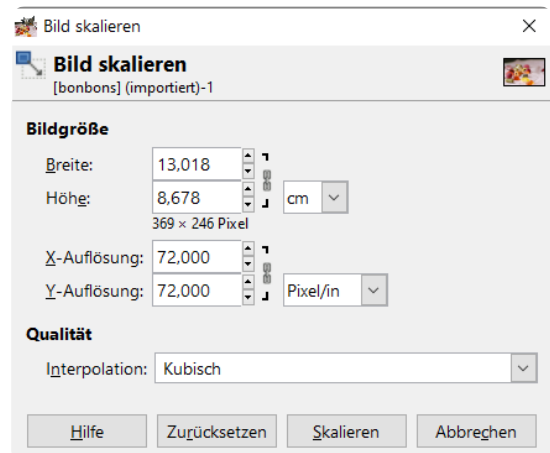 Bild skalieren
Bild skalieren
[bonbons] (importiert)-1
Bildgröße
Breite: 13,018
Höhe: 8,678 cm
369 × 246 Pixel
X-Auflösung: 72,000
Y-Auflösung: 72,000 Pixel/in
Qualität
Interpolation: Kubisch
Hilfe Zurücksetzen Skalieren Abbrechen